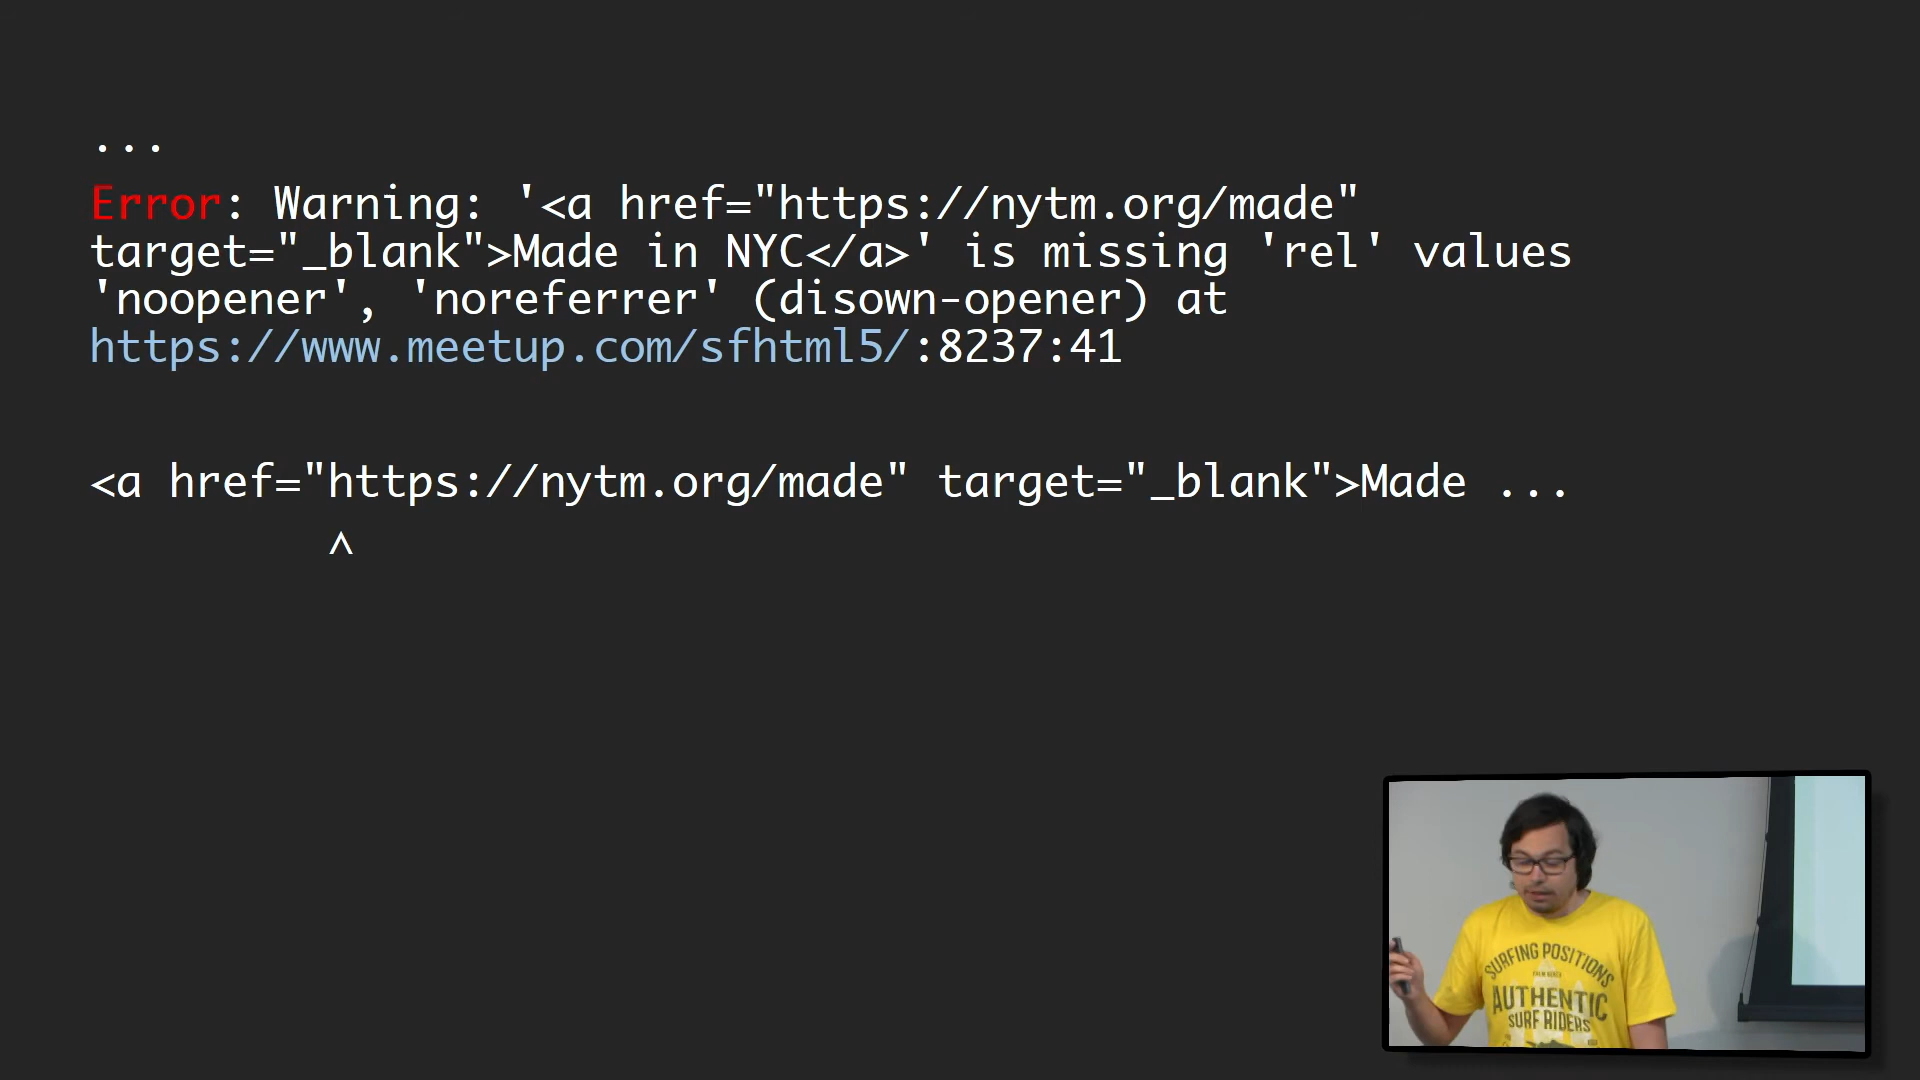 ...
Error: Warning: '<a href="https://nytm.org/made"
target="_blank">Made in NYC</a>' is missing 'rel' values
'noopener', 'noreferrer' (disown-opener) at
https://www.meetup.com/sfhtml5/:8237:41
<a href="https://nytm.org/made" target="_blank">Made ...
^
SURFING POSITIONS
AUTHENTIC
SURF RIDERS